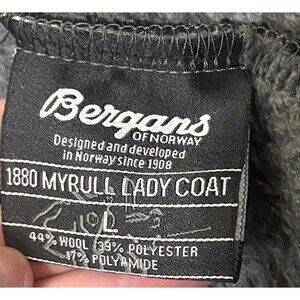 Bergans
OF NORWAY
Designed and developed
in Norway since 1908
1880 MYRULL LADY COAT
L
44% WOOL 39% POLYESTER
17% POLYAMIDE